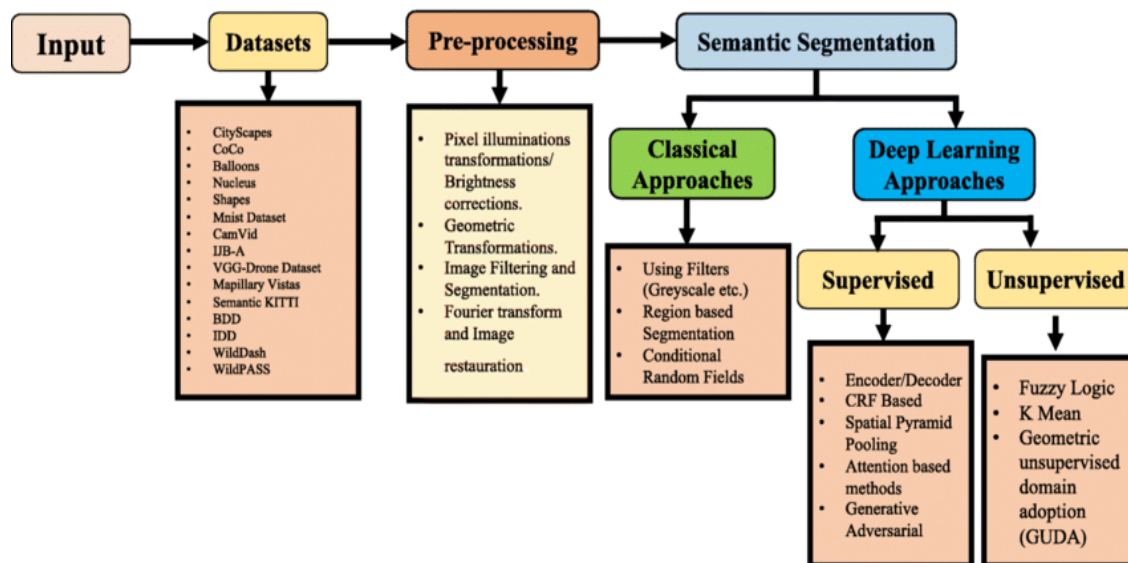 Input
Datasets
Pre-processing
Semantic Segmentation
• CityScapes
• CoCo
• Balloons
• Nucleus
• Shapes
• Mnist Dataset
• CamVid
• IJB-A
• VGG-Drone Dataset
• Mapillary Vistas
• Semantic KITTI
• BDD
• IDD
• WildDash
• WildPASS
• Pixel illuminations
transformations/
Brightness
corrections.
• Geometric
Transformations.
• Image Filtering and
Segmentation.
• Fourier transform
and Image
restauration
Classical
Approaches
Deep Learning
Approaches
• Using Filters
(Greyscale etc.)
• Region based
Segmentation
• Conditional
Random Fields
Supervised
Unsupervised
• Encoder/Decoder
• CRF Based
• Spatial Pyramid
Pooling
• Attention based
methods
• Generative
Adversarial
• Fuzzy Logic
• K Mean
• Geometric
unsupervised
domain
adoption
(GUDA)